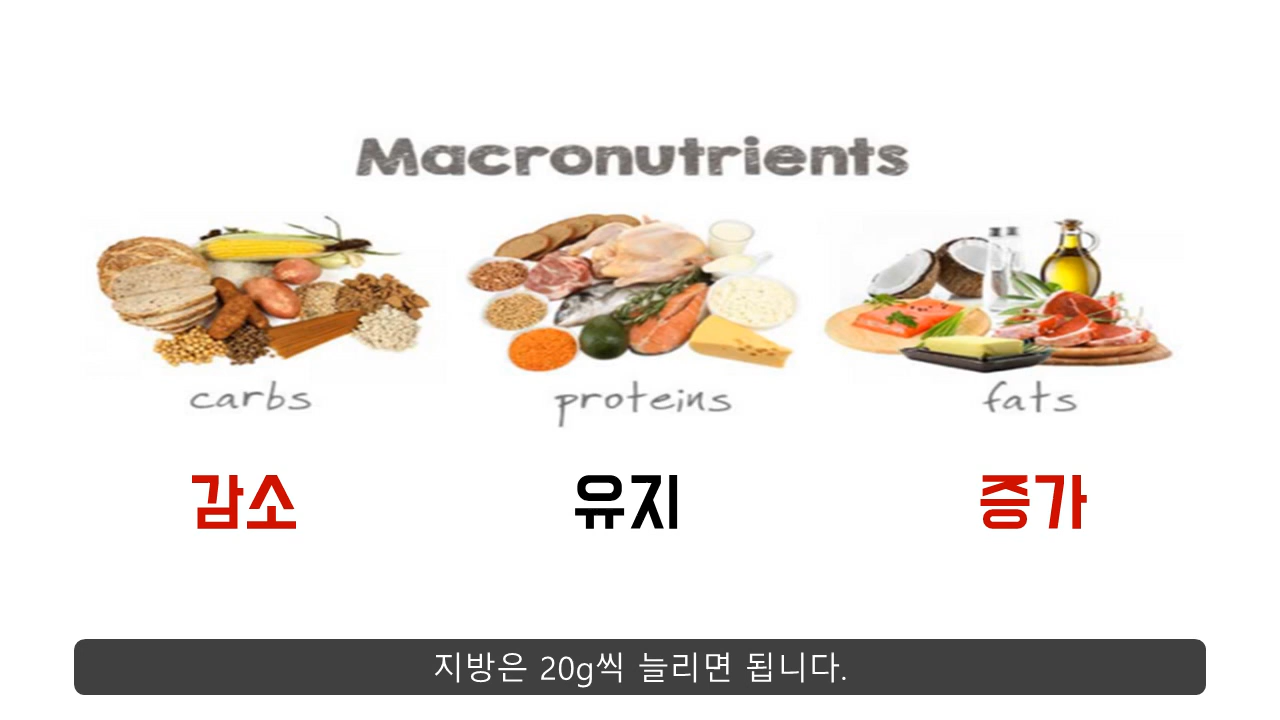 Macronutrients
carbs proteins fats
감소 유지 증가
지방은 20g씩 늘리면 됩니다.